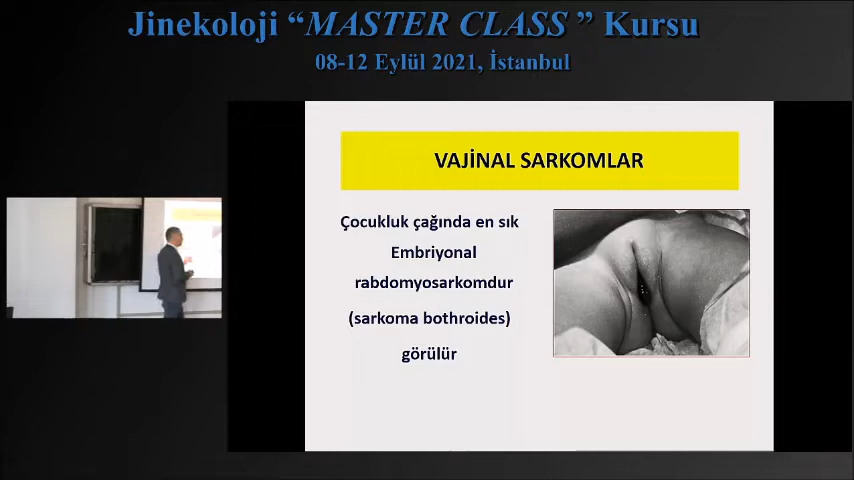 Jinekoloji “MASTER CLASS ” Kursu
08-12 Eylül 2021, İstanbul
VAJİNAL SARKOMLAR
Çocukluk çağında en sık
Embriyonal
rabdomyosarkomdur
(sarkoma bothroides)
görülür